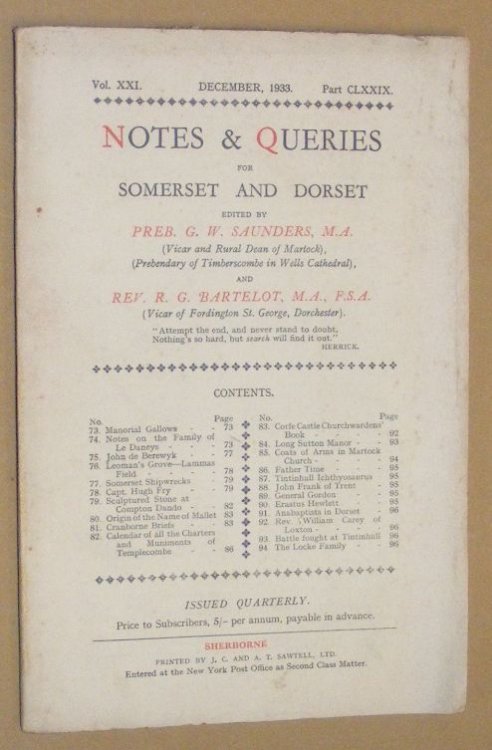 Vol. XXI. DECEMBER, 1933. Part CLXXIX.
NOTES & QUERIES
FOR
SOMERSET AND DORSET
EDITED BY
PREB. G. W. SAUNDERS, M.A.
(Vicar and Rural Dean of Martock),
(Prebendary of Timberscombe in Wells Cathedral),
AND
REV. R. G. BARTELOT, M.A., F.S.A.
(Vicar of Fordington St. George, Dorchester).
"Attempt the end, and never stand to doubt,
Nothing's so hard, but search will find it out."
HERRICK.
CONTENTS.
No. Page
73. Manorial Gallows - - 73
74. Notes on the Family of
Le Daneys - - - 73
75. John de Berewyk - - 77
76. Leoman's Grove—Lammas
Field - - - - 78
77. Somerset Shipwrecks - 79
78. Capt. Hugh Fry - - 79
79. Sculptured Stone at
Compton Dando - - 82
80. Origin of the Name of Mallet 83
81. Cranborne Briefs - - 83
82. Calendar of all the Charters
and Muniments of
Templecombe - - 86
No. Page
83. Corfe Castle Churchwardens'
Book - - - - 92
84. Long Sutton Manor - - 93
85. Coats of Arms in Martock
Church - - - - 94
86. Father Time - - - 95
87. Tintinhull Ichthyosaurus - 95
88. John Frank of Trent - 95
89. General Gordon - - 95
90. Erastus Hewlett - - 95
91. Anabaptists in Dorset - 96
92 Rev. William Carey of
Loxton - - - - 96
93. Battle fought at Tintinhull 96
94 The Locke Family - - 96
ISSUED QUARTERLY.
Price to Subscribers, 5/- per annum, payable in advance.
SHERBORNE
PRINTED BY J. C. AND A. T. SAWTELL, LTD.
Entered at the New York Post Office as Second Class Matter.